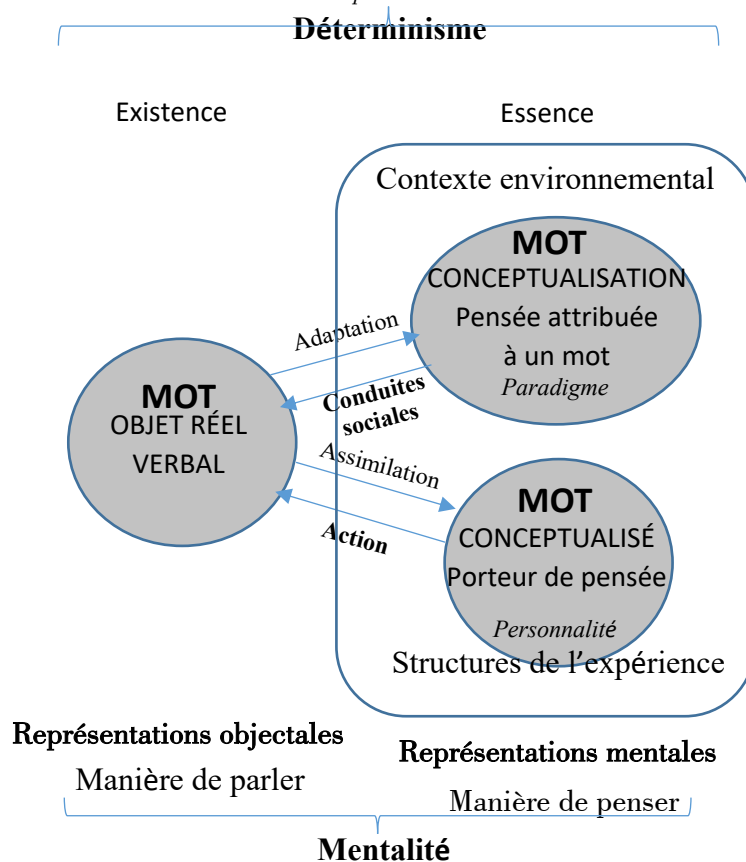 Déterminisme
Existence
Essence
Contexte environnemental
MOT
CONCEPTUALISATION
Pensée attribuée
à un mot
Paradigme
Adaptation
Conduites
sociales
MOT
OBJET RÉEL
VERBAL
Assimilation
Action
MOT
CONCEPTUALISÉ
Porteur de pensée
Personnalité
Structures de l’expérience
Représentations objectales
Représentations mentales
Manière de parler
Manière de penser
Mentalité